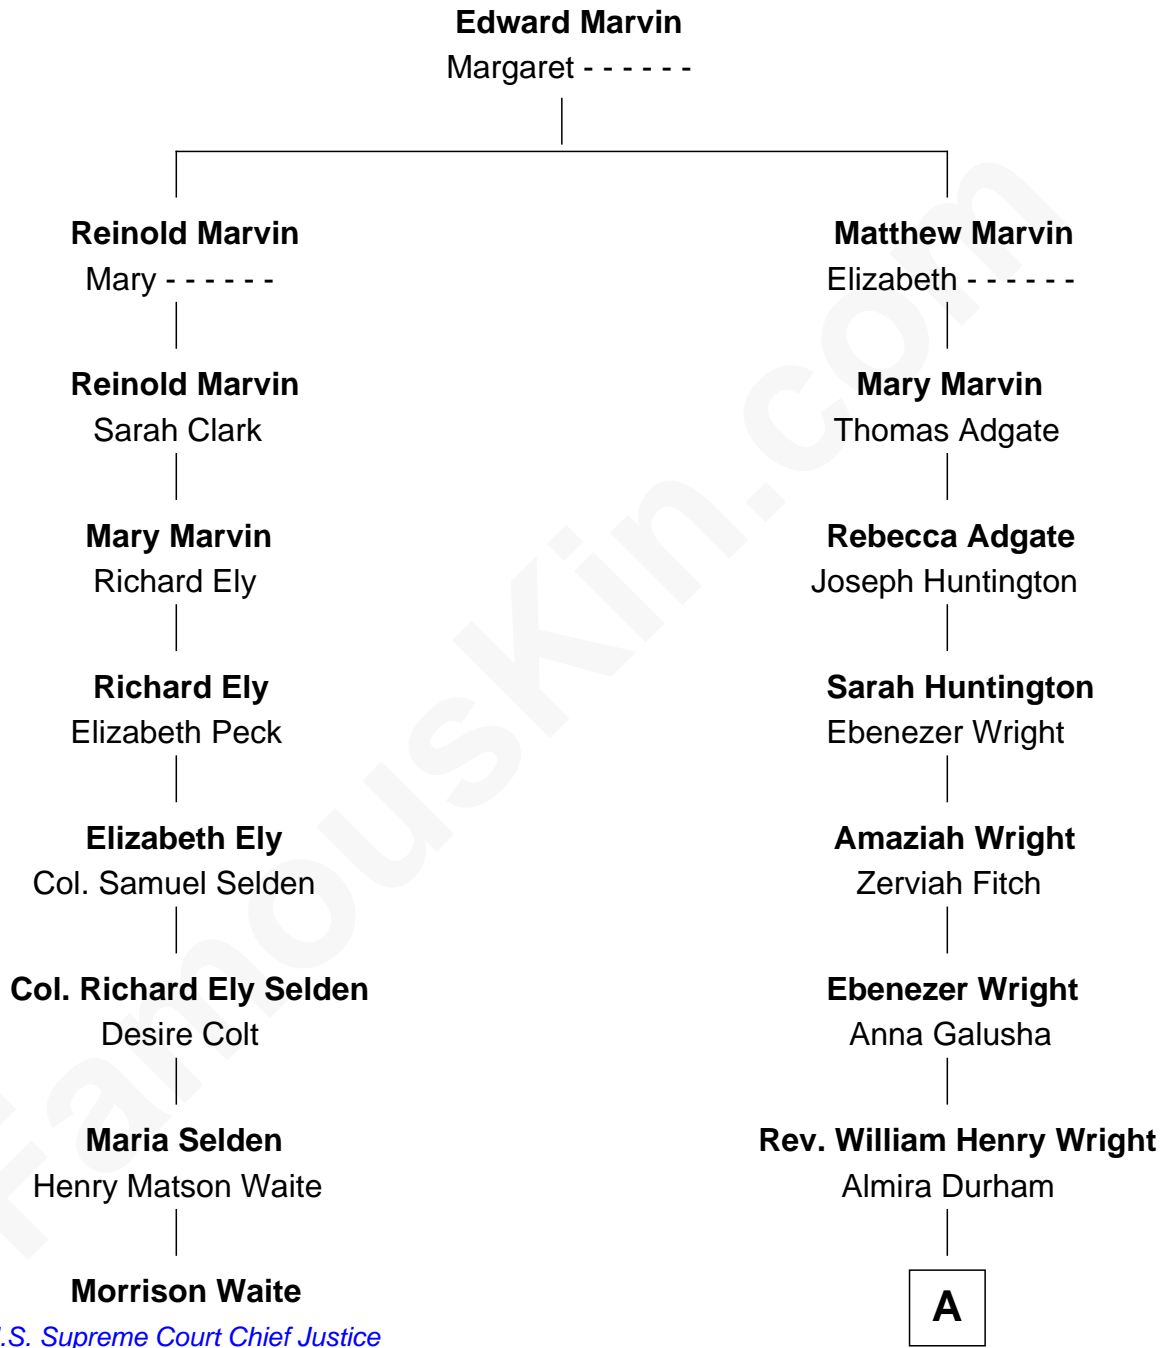 Edward Marvin
Margaret - - - - - -
Reinold Marvin
Mary - - - - - -
Matthew Marvin
Elizabeth - - - - - -
Reinold Marvin
Sarah Clark
Mary Marvin
Thomas Adgate
Mary Marvin
Richard Ely
Rebecca Adgate
Joseph Huntington
Richard Ely
Elizabeth Peck
Sarah Huntington
Ebenezer Wright
Elizabeth Ely
Col. Samuel Selden
Amaziah Wright
Zerviah Fitch
Col. Richard Ely Selden
Desire Colt
Ebenezer Wright
Anna Galusha
Maria Selden
Henry Matson Waite
Rev. William Henry Wright
Almira Durham
Morrison Waite
.S. Supreme Court Chief Justice
A
FamousKin.com